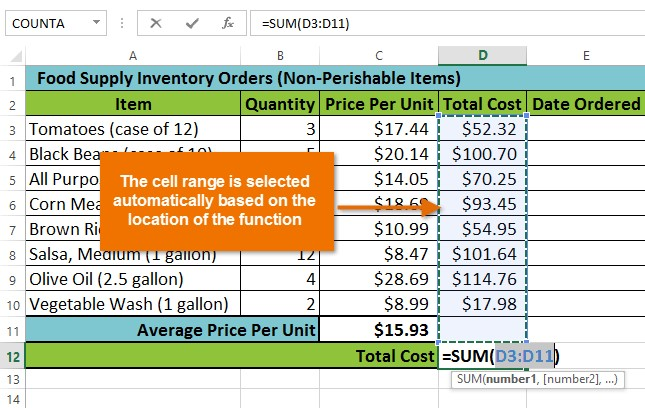 COUNTA fx =SUM(D3:D11)
A B C D E
1 Food Supply Inventory Orders (Non-Perishable Items)
2 Item Quantity Price Per Unit Total Cost Date Ordered
3 Tomatoes (case of 12) 3 $17.44 $52.32
4 Black $20.14 $100.70
5 All Purpo $14.05 $70.25
6 Corn Mea $18.69 $93.45
7 Brown Ri $10.99 $54.95
8 Salsa, Medium (1 gallon) 12 $8.47 $101.64
9 Olive Oil (2.5 gallon) 4 $28.69 $114.76
10 Vegetable Wash (1 gallon) 2 $8.99 $17.98
The cell range is selected
automatically based on the
location of the function
11 Average Price Per Unit $15.93
12 Total Cost =SUM(D3:D11)
13 SUM(number1, [number2], ...)
14